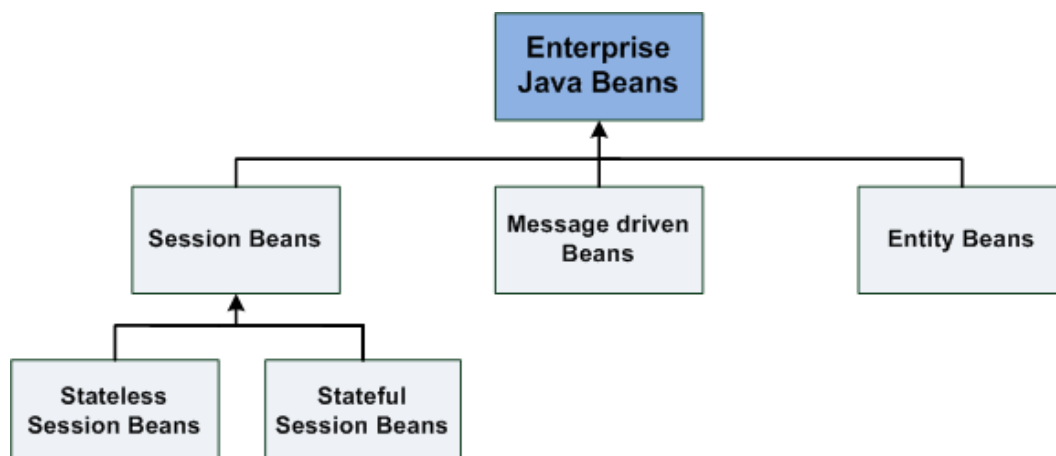 Enterprise
Java Beans
Session Beans
Message driven
Beans
Entity Beans
Stateless
Session Beans
Stateful
Session Beans